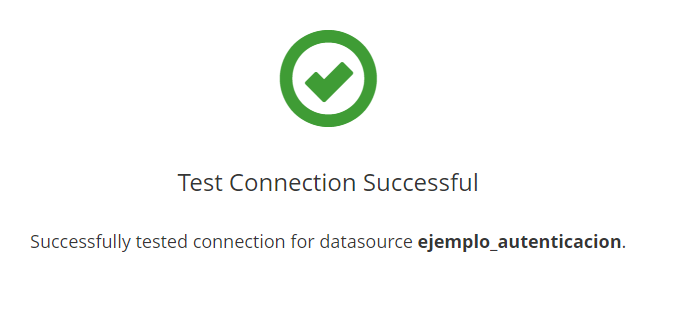 Test Connection Successful
Successfully tested connection for datasource ejemplo_autenticacion.